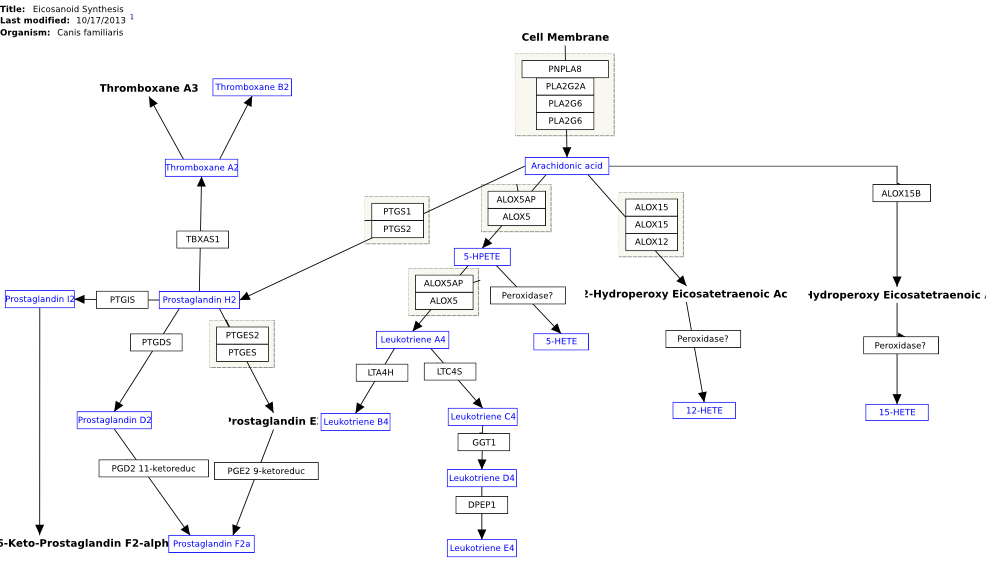 Title: Eicosanoid Synthesis
Last modified: 10/17/2013 1
Organism: Canis familiaris
Cell Membrane
PNPLA8
PLA2G2A
PLA2G6
PLA2G6
Thromboxane A3
Thromboxane B2
Thromboxane A2
Arachidonic acid
ALOX15B
PTGS1
PTGS2
ALOX5AP
ALOX5
ALOX15
ALOX15
ALOX12
TBXAS1
5-HPETE
ALOX5AP
ALOX5
Peroxidase?
2-Hydroperoxy Eicosatetraenoic Ac
Hydroperoxy Eicosatetraenoic
Prostaglandin I2
PTGIS
Prostaglandin H2
PTGDS
PTGES2
PTGES
Leukotriene A4
5-HETE
Peroxidase?
Peroxidase?
LTA4H
LTC4S
Prostaglandin D2
Prostaglandin E
Leukotriene B4
Leukotriene C4
12-HETE
15-HETE
GGT1
PGD2 11-ketoreduc
PGE2 9-ketoreduc
Leukotriene D4
DPEP1
6-Keto-Prostaglandin F2-alph
Prostaglandin F2a
Leukotriene E4